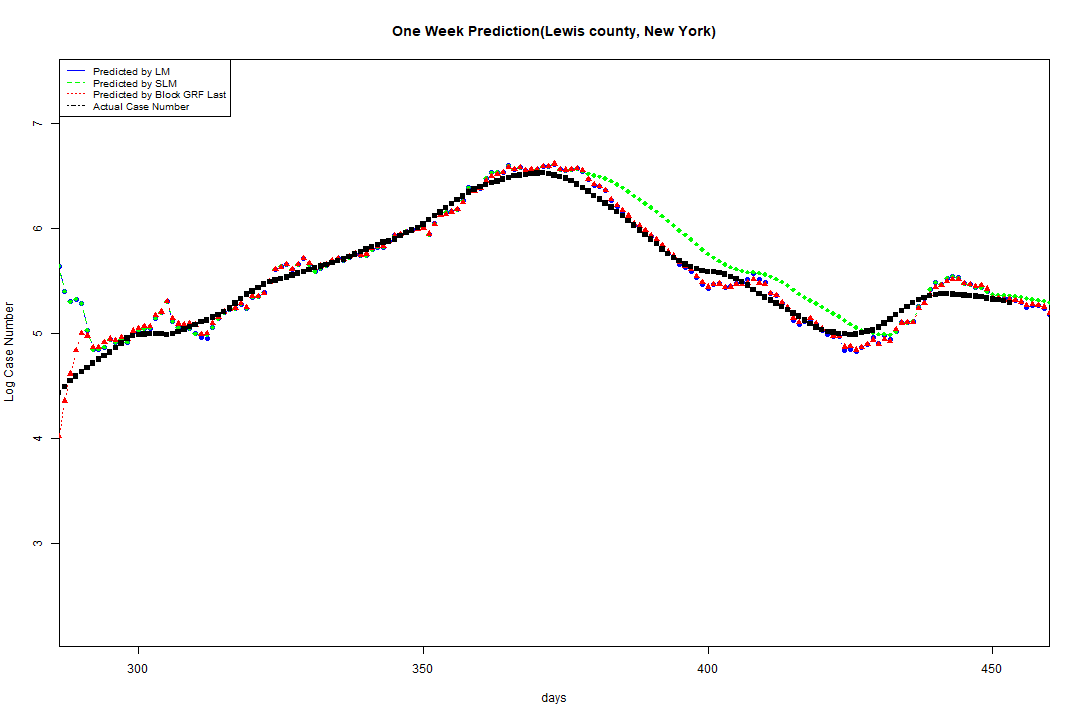 One Week Prediction(Lewis county, New York)
Predicted by LM
Predicted by SLM
Predicted by Block GRF Last
Actual Case Number
7
6
5
4
3
Log Case Number
300 350 400 450
days